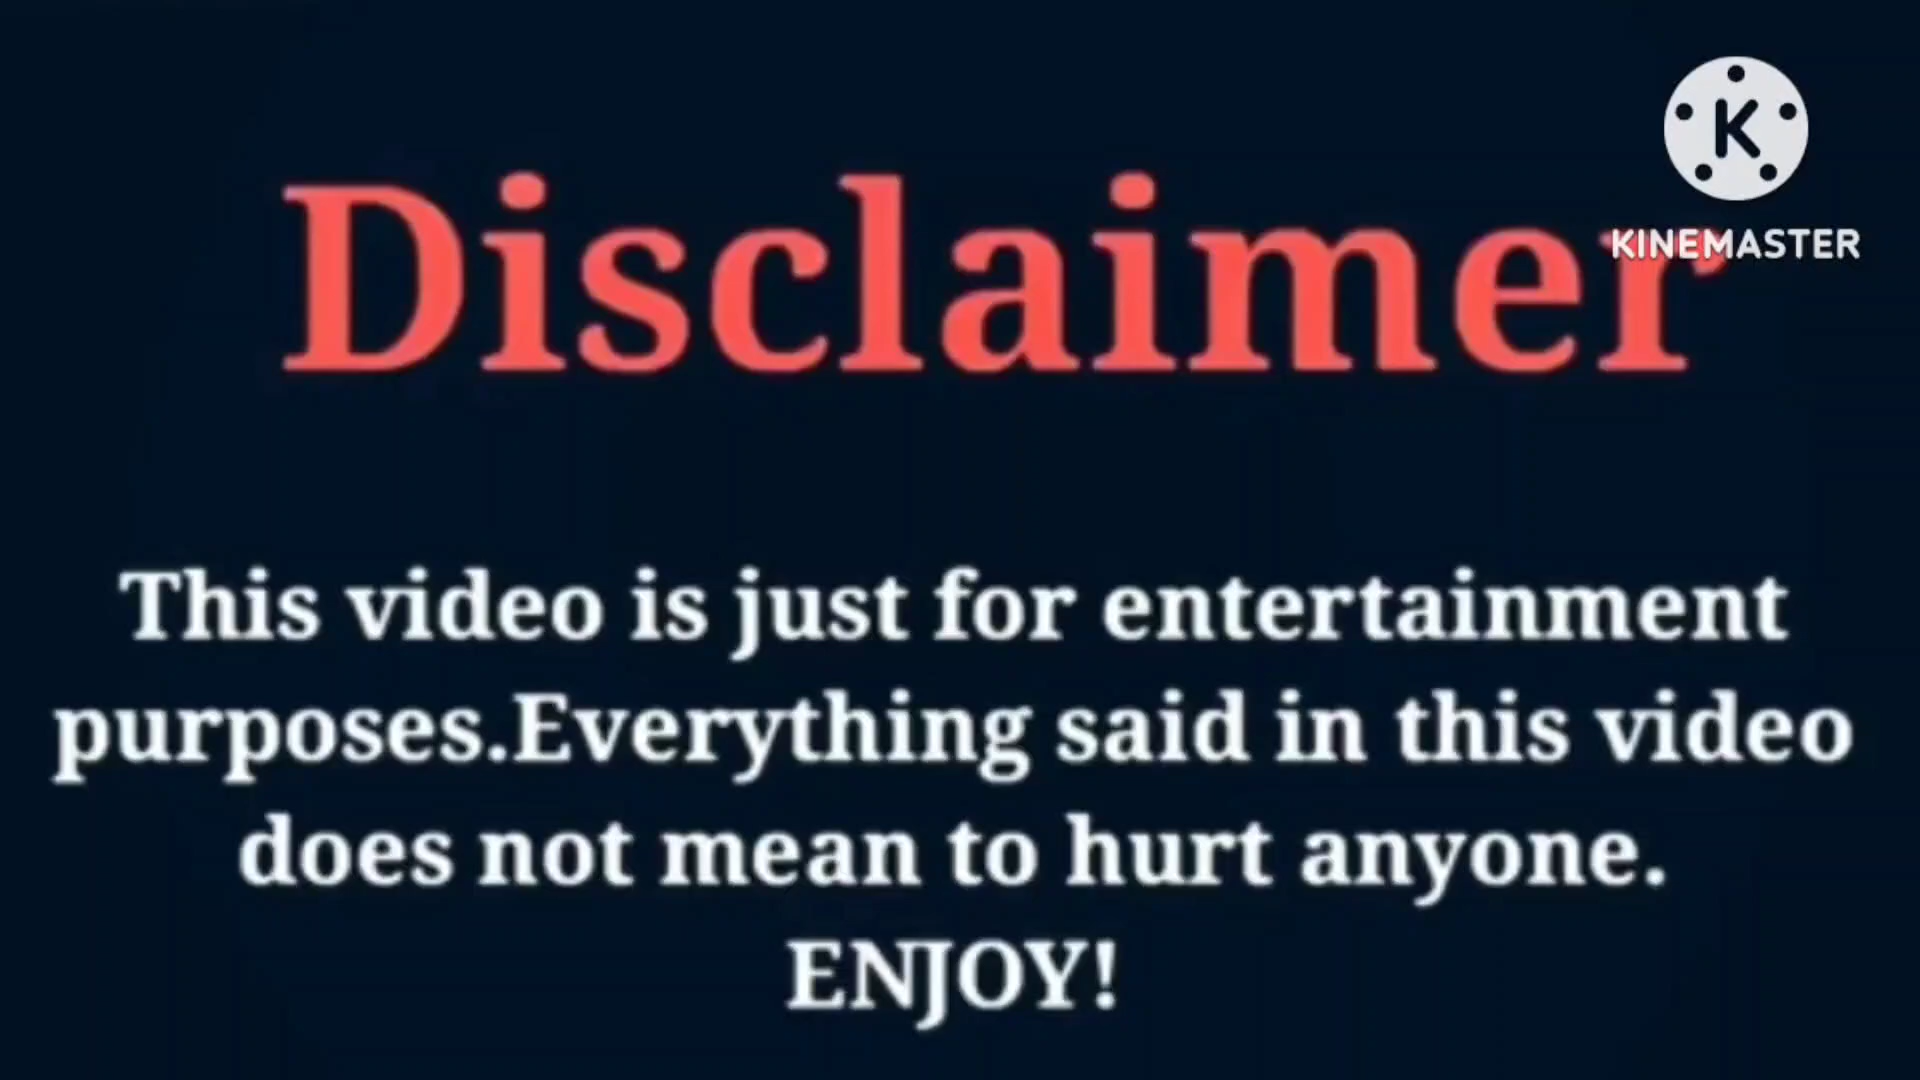 K
KINEMASTER
Disclaimer
This video is just for entertainment
purposes.Everything said in this video
does not mean to hurt anyone.
ENJOY!